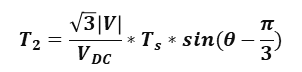 T₂ = √3|V| / V_DC * T_s * sin(θ − π/3)